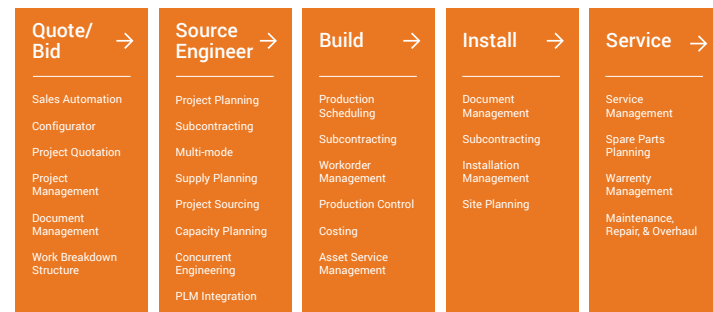 Quote/
Bid
Sales Automation
Configurator
Project Quotation
Project
Management
Document
Management
Work Breakdown
Structure
Source
Engineer
Project Planning
Subcontracting
Multi-mode
Supply Planning
Project Sourcing
Capacity Planning
Concurrent
Engineering
PLM Integration
Build
Production
Scheduling
Subcontracting
Workorder
Management
Production Control
Costing
Asset Service
Management
Install
Document
Management
Subcontracting
Installation
Management
Site Planning
Service
Service
Management
Spare Parts
Planning
Warrenty
Management
Maintenance,
Repair, & Overhaul